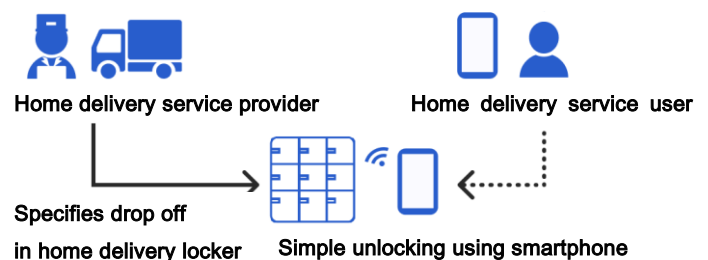 Home delivery service provider
Home delivery service user
Specifies drop off
in home delivery locker
Simple unlocking using smartphone